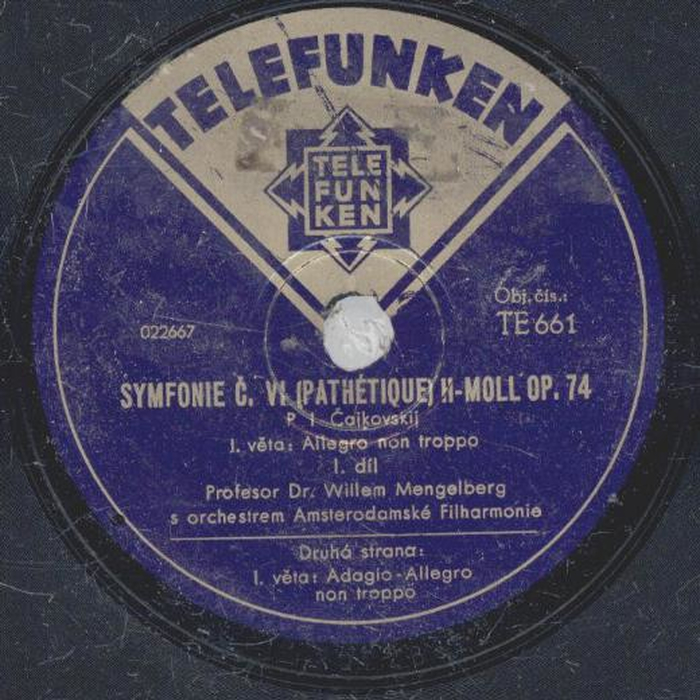 TELEFUNKEN
TELE
FUN
KEN
Obj. čís.:
022667
TE 661
SYMFONIE Č. VI (PATHÉTIQUE) H-MOLL OP. 74
P. I. Čajkovskij
I. věta: Allegro non troppo
I. díl
Profesor Dr. Willem Mengelberg
s orchestrem Amsterodamské Filharmonie
Druhá strana:
I. věta: Adagio - Allegro
non troppo